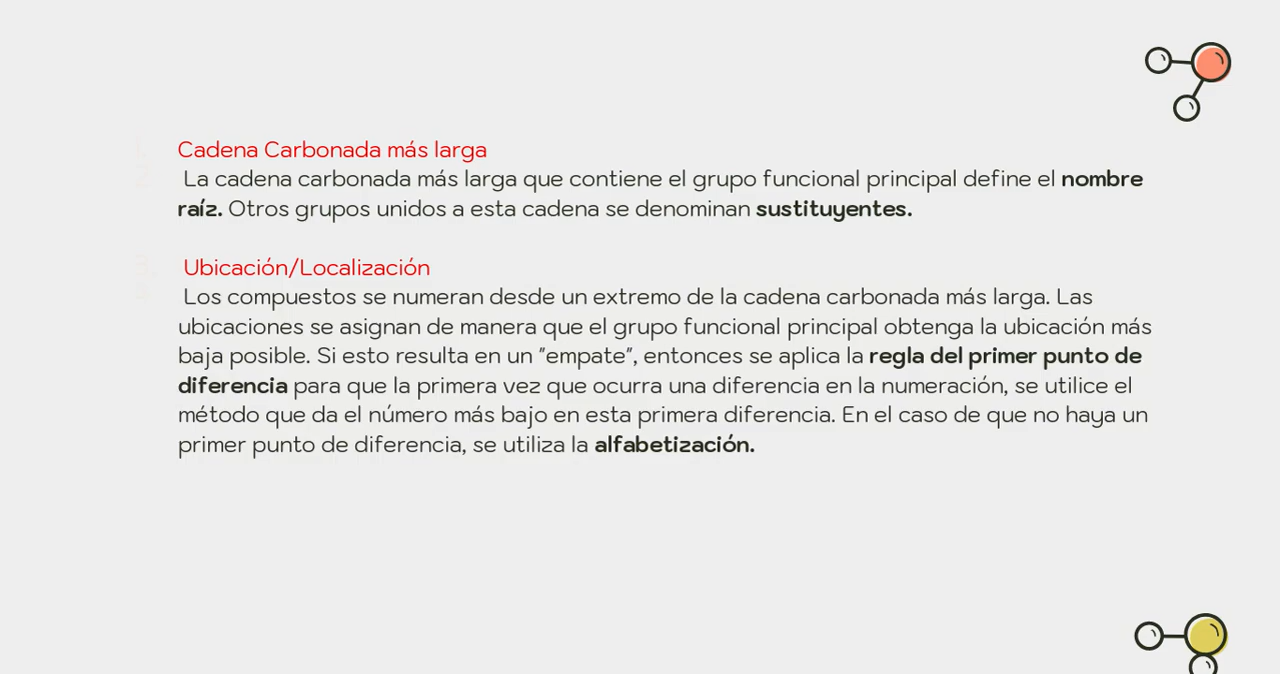 Cadena Carbonada más larga
La cadena carbonada más larga que contiene el grupo funcional principal define el nombre
raíz. Otros grupos unidos a esta cadena se denominan sustituyentes.
Ubicación/Localización
Los compuestos se numeran desde un extremo de la cadena carbonada más larga. Las
ubicaciones se asignan de manera que el grupo funcional principal obtenga la ubicación más
baja posible. Si esto resulta en un "empate", entonces se aplica la regla del primer punto de
diferencia para que la primera vez que ocurra una diferencia en la numeración, se utilice el
método que da el número más bajo en esta primera diferencia. En el caso de que no haya un
primer punto de diferencia, se utiliza la alfabetización.